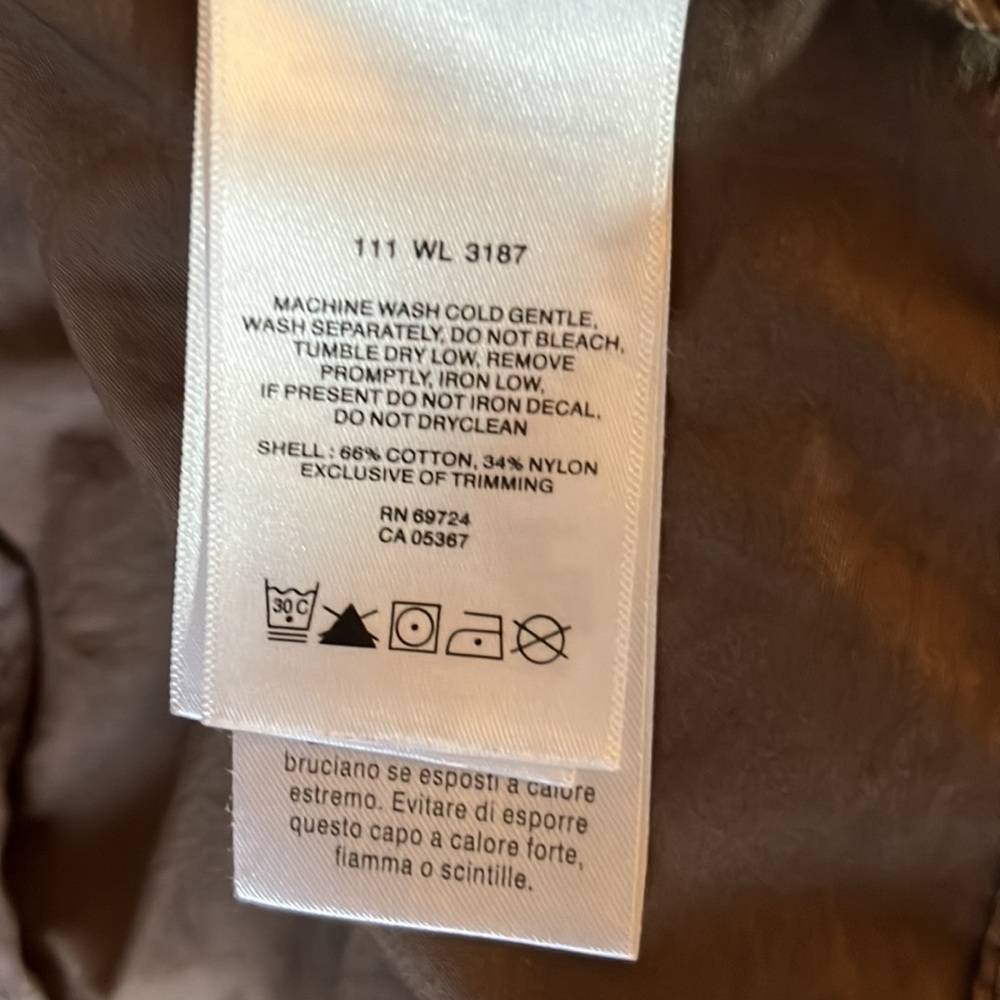 111 WL 3187
MACHINE WASH COLD GENTLE,
WASH SEPARATELY, DO NOT BLEACH,
TUMBLE DRY LOW, REMOVE
PROMPTLY, IRON LOW,
IF PRESENT DO NOT IRON DECAL,
DO NOT DRYCLEAN
SHELL : 66% COTTON, 34% NYLON
EXCLUSIVE OF TRIMMING
RN 69724
CA 05367
30 C
bruciano se esposti a calore
estremo. Evitare di esporre
questo capo a calore forte,
fiamma o scintille.